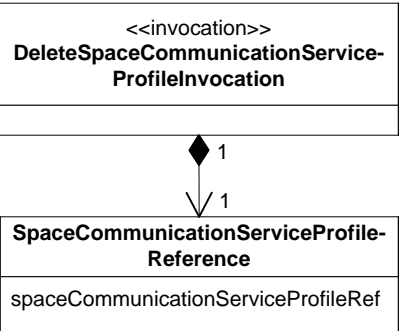 <<invocation>>
DeleteSpaceCommunicationService-
ProfileInvocation
1
1
SpaceCommunicationServiceProfile-
Reference
spaceCommunicationServiceProfileRef